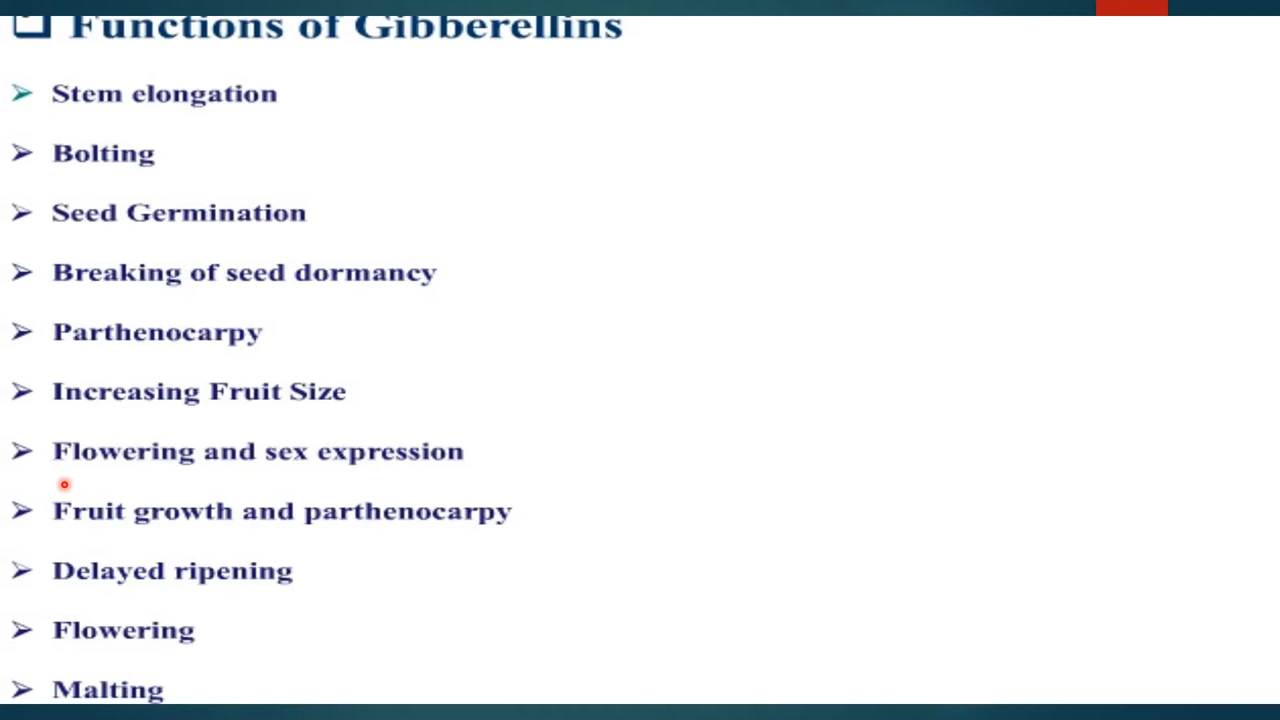 Functions of Gibberellins
Stem elongation
Bolting
Seed Germination
Breaking of seed dormancy
Parthenocarpy
Increasing Fruit Size
Flowering and sex expression
Fruit growth and parthenocarpy
Delayed ripening
Flowering
Malting